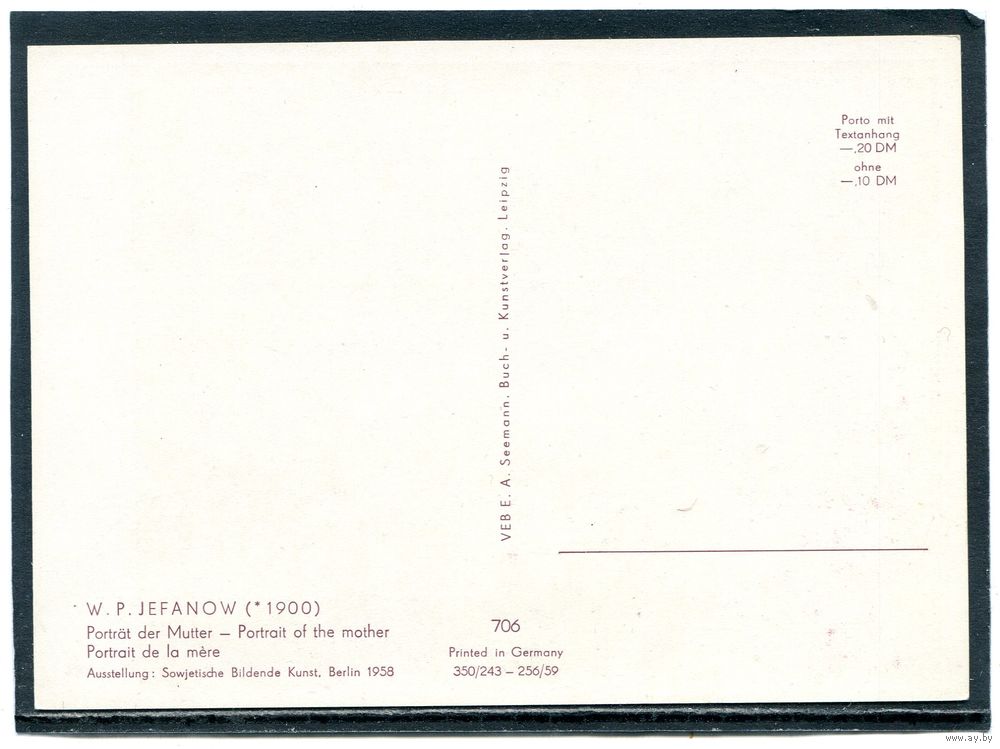 Porto mit
Textanhang
—,20 DM
ohne
—,10 DM
VEB E. A. Seemann, Buch- u. Kunstverlag, Leipzig
W. P. JEFANOW (* 1900)
Porträt der Mutter — Portrait of the mother
Portrait de la mère
Ausstellung: Sowjetische Bildende Kunst, Berlin 1958
706
Printed in Germany
350/243 — 256/59
www.ay.by